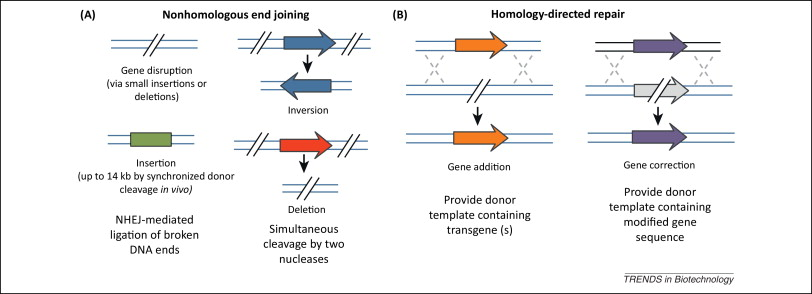 (A) Nonhomologous end joining
Gene disruption
(via small insertions or
deletions)
Inversion
Insertion
(up to 14 kb by synchronized donor
cleavage in vivo)
Deletion
NHEJ-mediated
ligation of broken
DNA ends
Simultaneous
cleavage by two
nucleases
(B) Homology-directed repair
Gene addition
Provide donor
template containing
transgene (s)
Gene correction
Provide donor
template containing
modified gene
sequence
TRENDS in Biotechnology